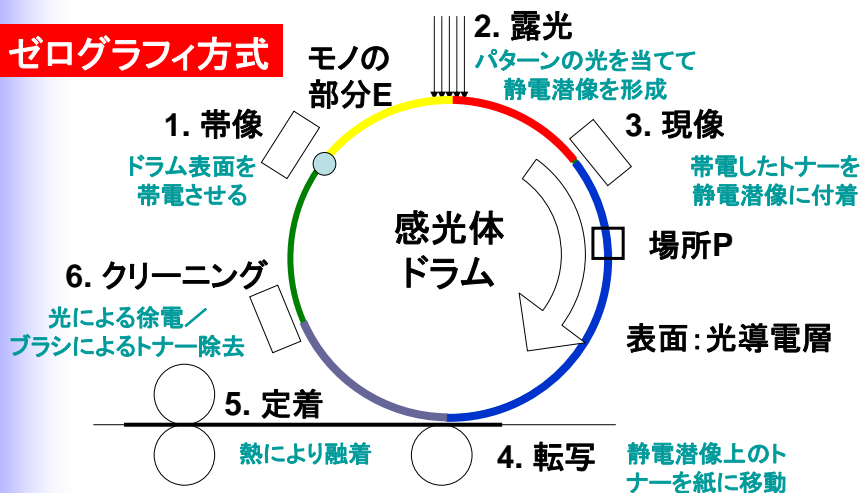 ゼログラフィ方式
モノの
部分E
2. 露光
パターンの光を当てて
静電潜像を形成
1. 帯像
ドラム表面を
帯電させる
3. 現像
帯電したトナーを
静電潜像に付着
感光体
ドラム
場所P
6. クリーニング
光による徐電／
ブラシによるトナー除去
表面：光導電層
5. 定着
熱により融着
4. 転写
静電潜像上のト
ナーを紙に移動